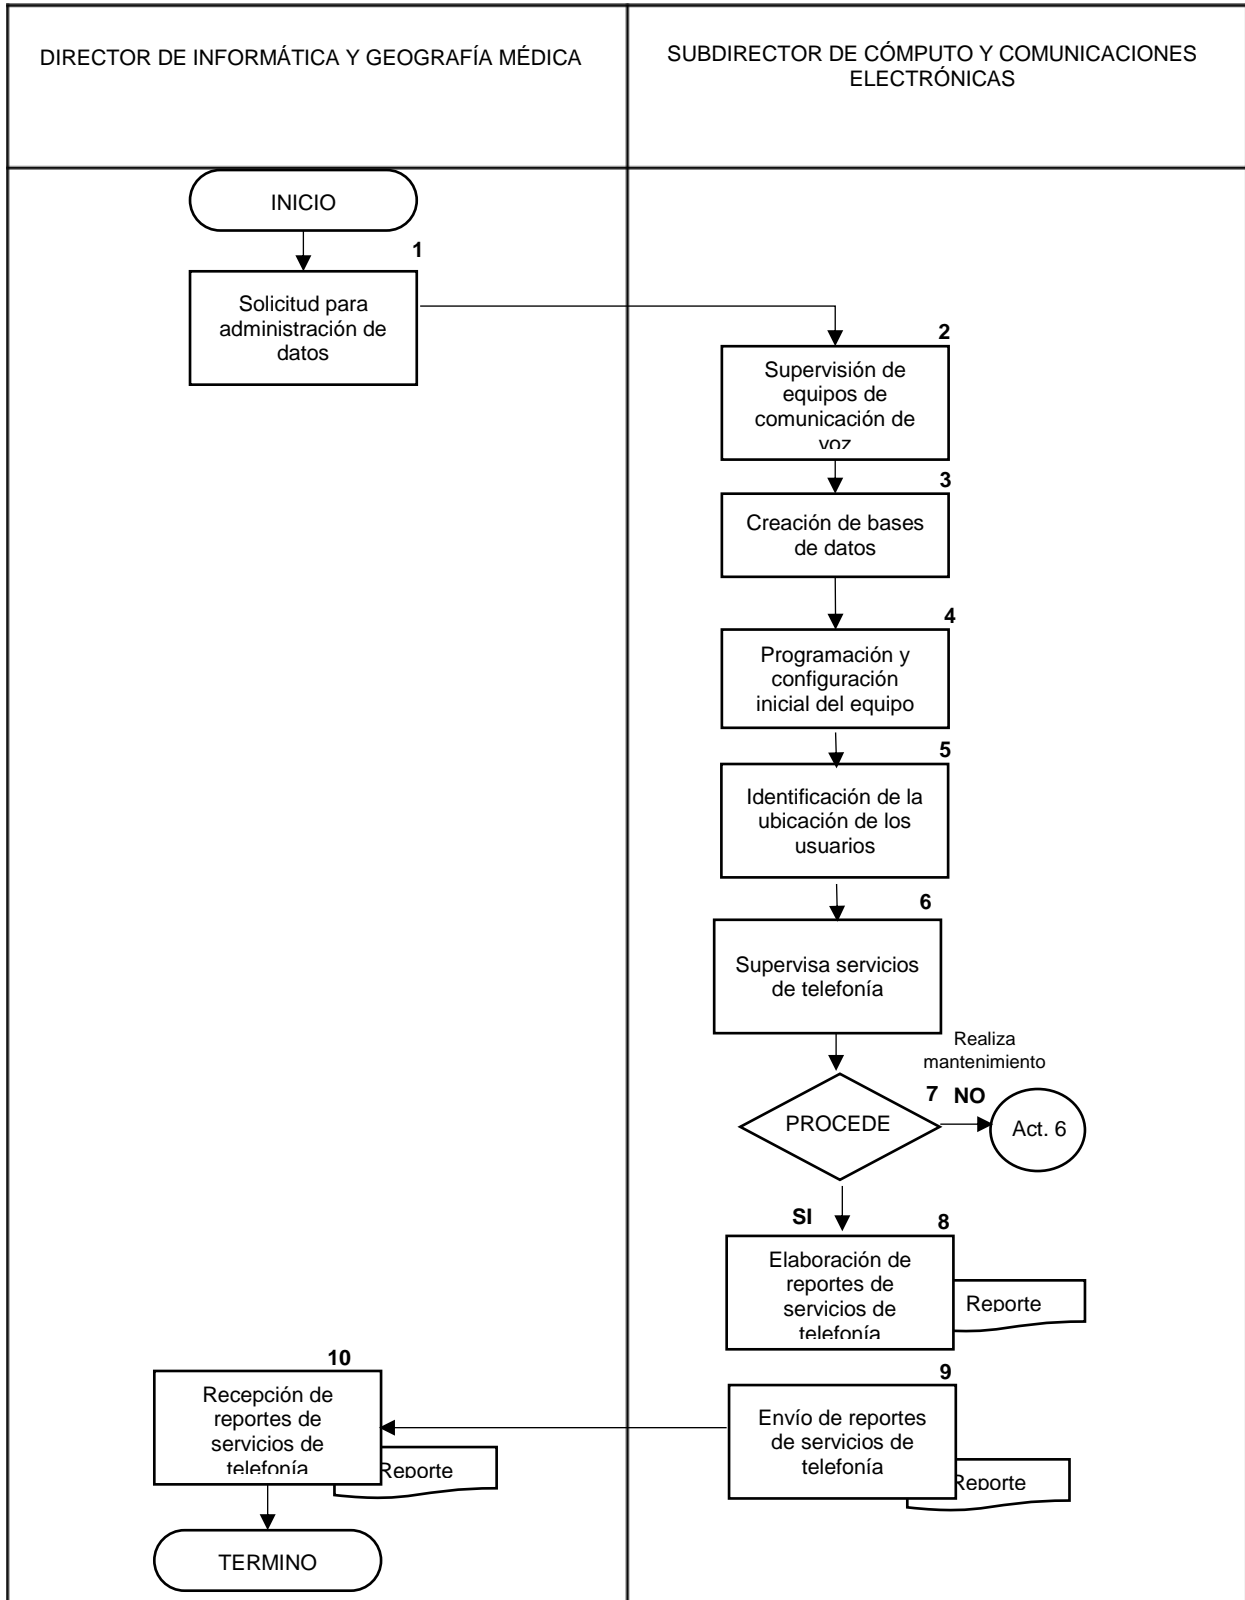 DIRECTOR DE INFORMÁTICA Y GEOGRAFÍA MÉDICA
SUBDIRECTOR DE CÓMPUTO Y COMUNICACIONES
ELECTRÓNICAS
INICIO
1
Solicitud para
administración de
datos
2
Supervisión de
equipos de
comunicación de
voz
3
Creación de bases
de datos
4
Programación y
configuración
inicial del equipo
5
Identificación de la
ubicación de los
usuarios
6
Supervisa servicios
de telefonía
Realiza
mantenimiento
7 NO
PROCEDE
Act. 6
SI
8
Elaboración de
reportes de
servicios de
telefonía
Reporte
9
Envío de reportes
de servicios de
telefonía
Reporte
10
Recepción de
reportes de
servicios de
telefonía
Reporte
TERMINO